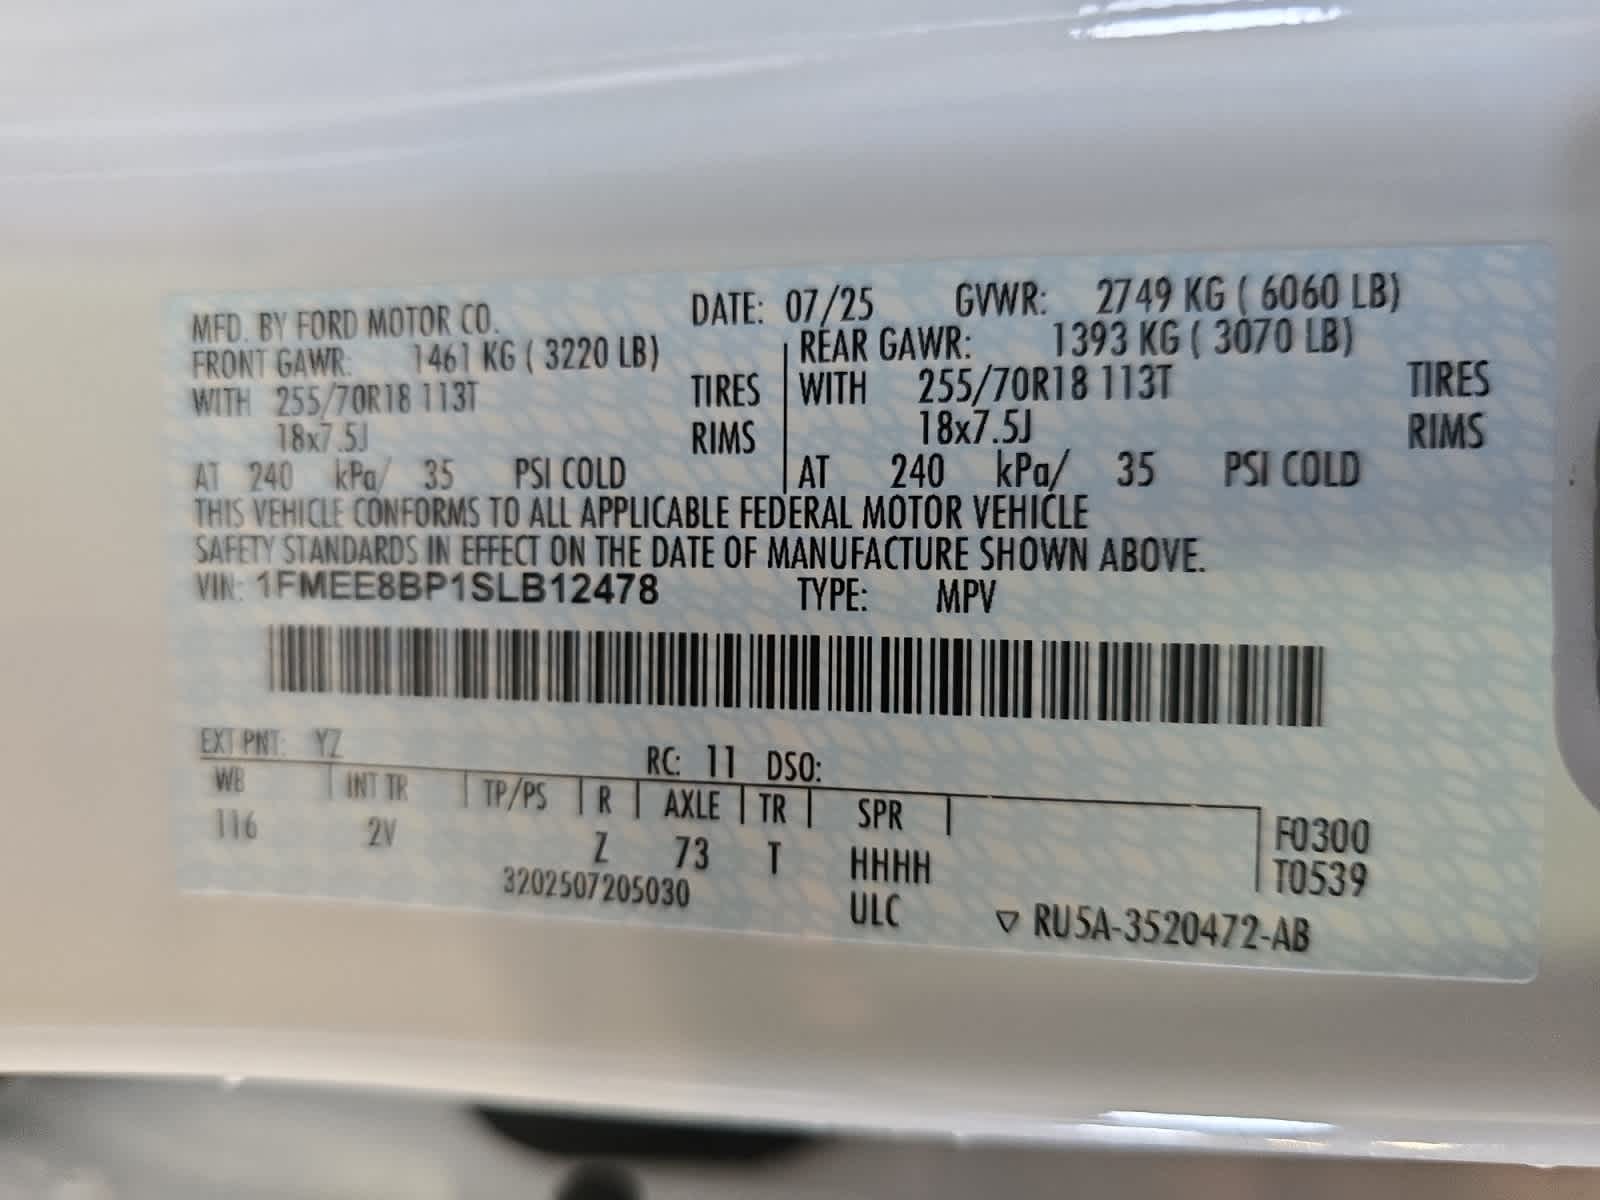 MFD. BY FORD MOTOR CO. DATE: 07/25 GVWR: 2749 KG ( 6060 LB)
FRONT GAWR: 1461 KG ( 3220 LB) REAR GAWR: 1393 KG ( 3070 LB)
WITH 255/70R18 113T TIRES WITH 255/70R18 113T TIRES
18x7.5J RIMS 18x7.5J RIMS
AT 240 kPa/ 35 PSI COLD AT 240 kPa/ 35 PSI COLD
THIS VEHICLE CONFORMS TO ALL APPLICABLE FEDERAL MOTOR VEHICLE
SAFETY STANDARDS IN EFFECT ON THE DATE OF MANUFACTURE SHOWN ABOVE.
VIN: 1FMEE8BP1SLB12478 TYPE: MPV
EXT PNT: YZ RC: 11 DSO:
WB INT TR TP/PS R AXLE TR SPR
116 2V Z 73 T HHHH
F0300
T0539
3202507205030 ULC ▽ RU5A-3520472-AB